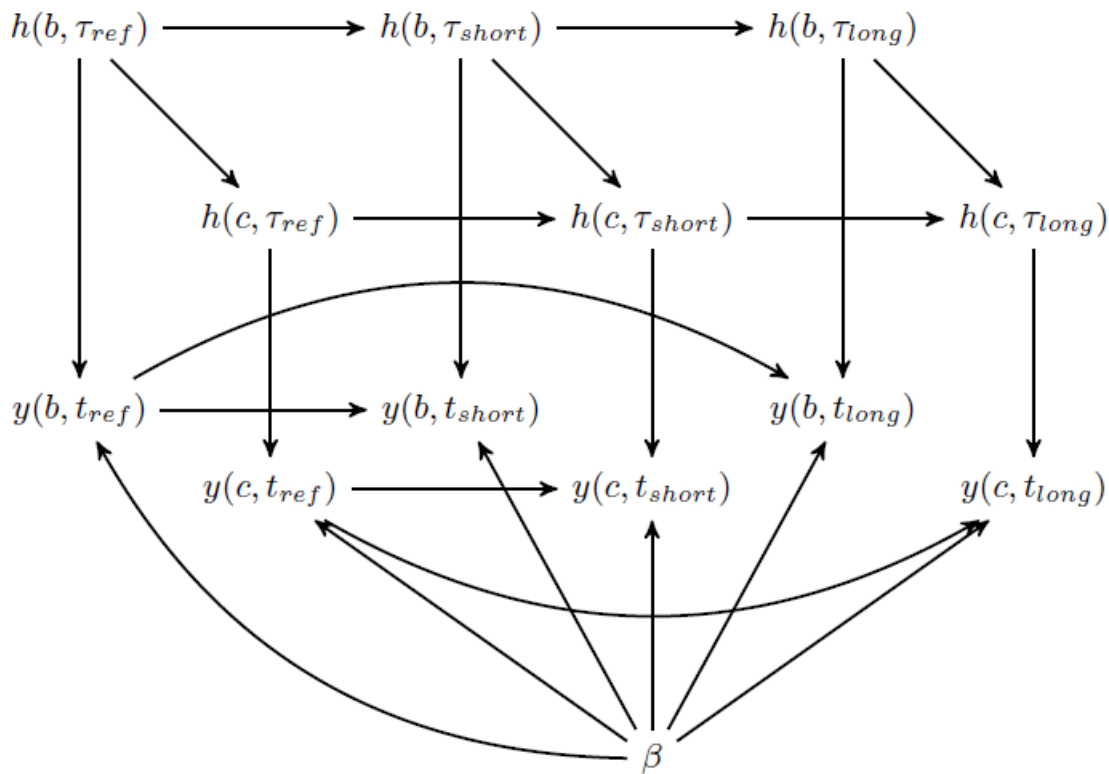 h(b, τ_ref) h(b, τ_short) h(b, τ_long)
h(c, τ_ref) h(c, τ_short) h(c, τ_long)
y(b, t_ref) y(b, t_short) y(b, t_long)
y(c, t_ref) y(c, t_short) y(c, t_long)
β